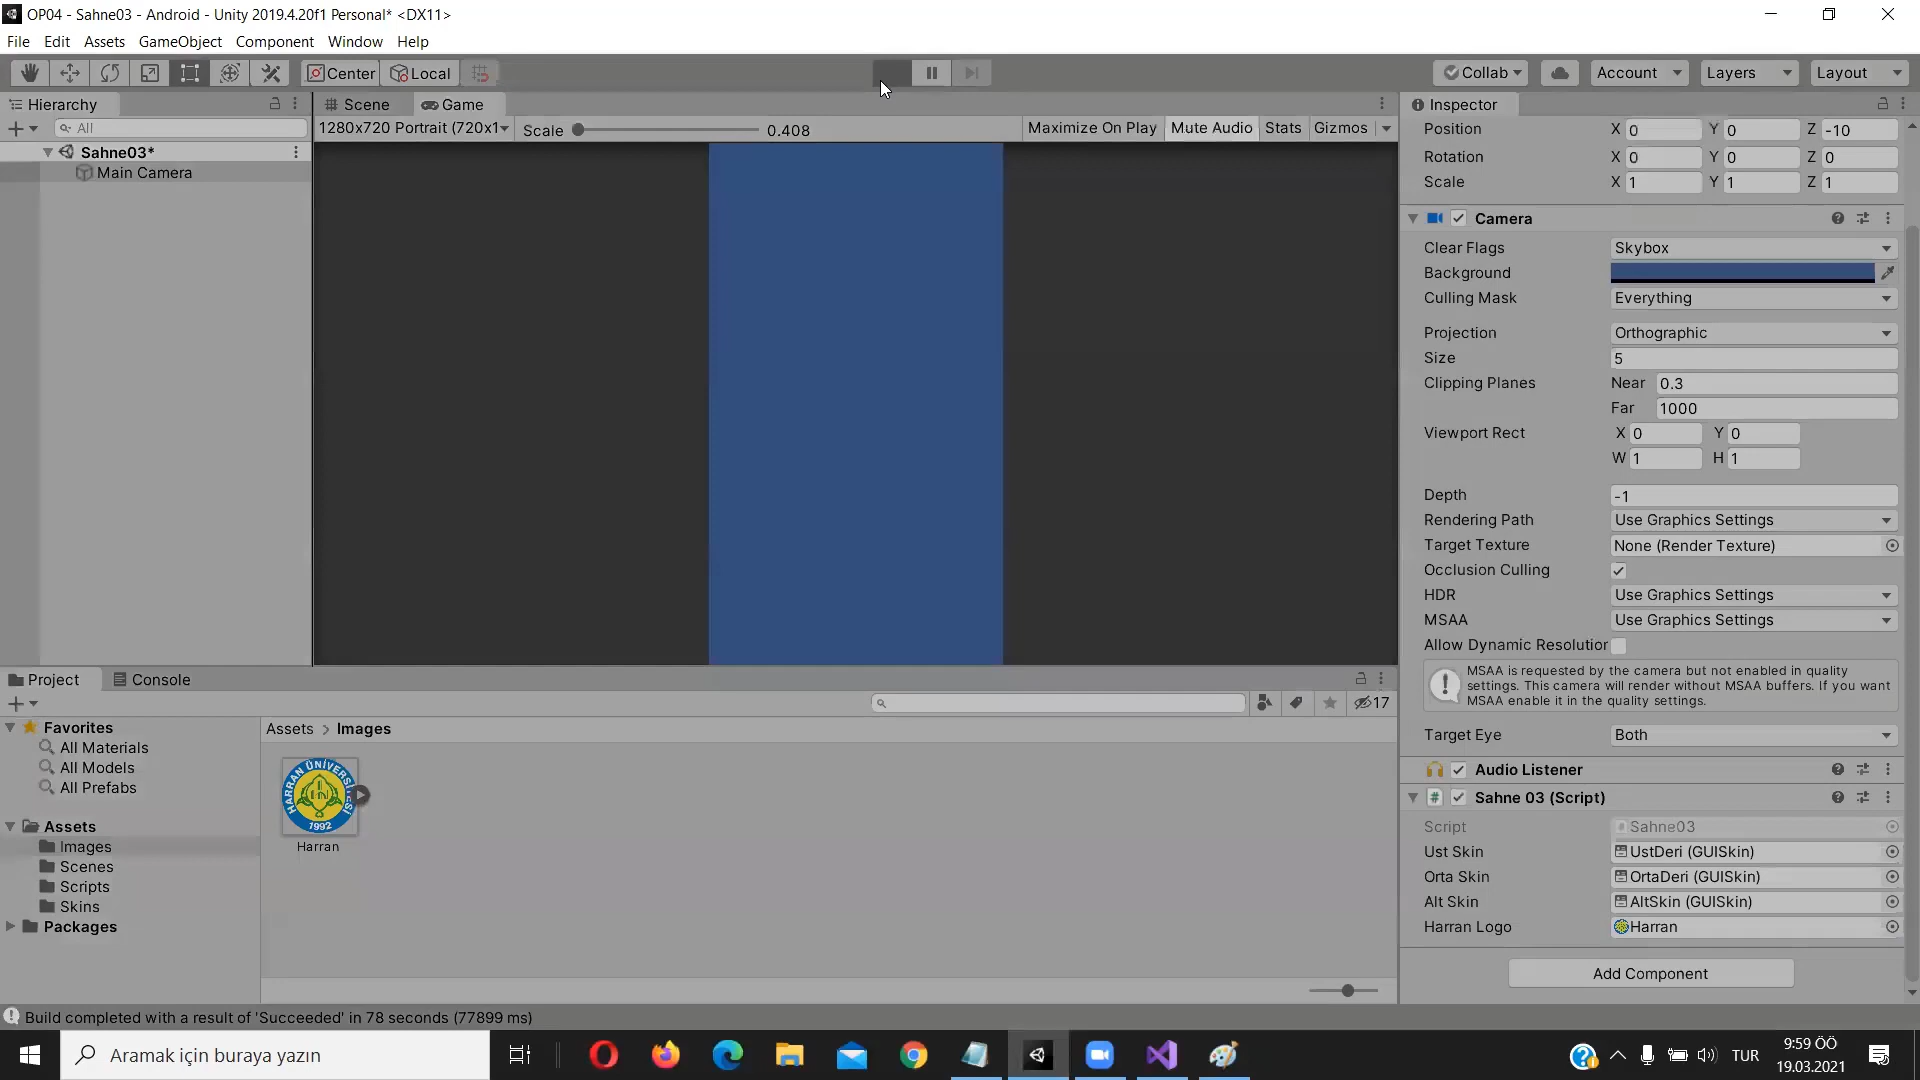 OP04 - Sahne03 - Android - Unity 2019.4.20f1 Personal* <DX11>
File Edit Assets GameObject Component Window Help
Center Local Collab Account Layers Layout
Hierarchy
All
Sahne03*
Main Camera
Scene Game
1280x720 Portrait (720x1 Scale 0.408 Maximize On Play Mute Audio Stats Gizmos
Inspector
Position X 0 Y 0 Z -10
Rotation X 0 Y 0 Z 0
Scale X 1 Y 1 Z 1
Camera
Clear Flags Skybox
Background
Culling Mask Everything
Projection Orthographic
Size 5
Clipping Planes Near 0.3
Far 1000
Viewport Rect X 0 Y 0
W 1 H 1
Depth -1
Rendering Path Use Graphics Settings
Target Texture None (Render Texture)
Occlusion Culling
HDR Use Graphics Settings
MSAA Use Graphics Settings
Allow Dynamic Resolution
MSAA is requested by the camera but not enabled in quality
settings. This camera will render without MSAA buffers. If you want
MSAA enable it in the quality settings.
Target Eye Both
Audio Listener
Sahne 03 (Script)
Script Sahne03
Ust Skin UstDeri (GUISkin)
Orta Skin OrtaDeri (GUISkin)
Alt Skin AltSkin (GUISkin)
Harran Logo Harran
Add Component
Project Console
17
Favorites
All Materials
All Models
All Prefabs
Assets
Images
Scenes
Scripts
Skins
Packages
Assets > Images
HARRAN ÜNİVERSİTESİ
1992
Harran
Build completed with a result of 'Succeeded' in 78 seconds (77899 ms)
Aramak için buraya yazın
TUR
9:59 ÖÖ
19.03.2021